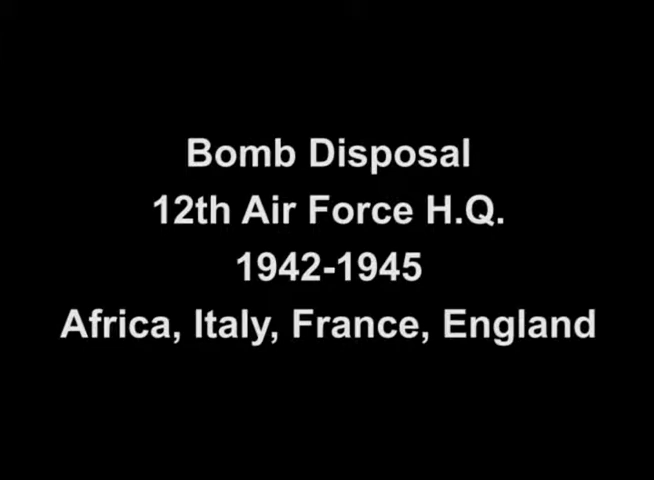 Bomb Disposal
12th Air Force H.Q.
1942-1945
Africa, Italy, France, England